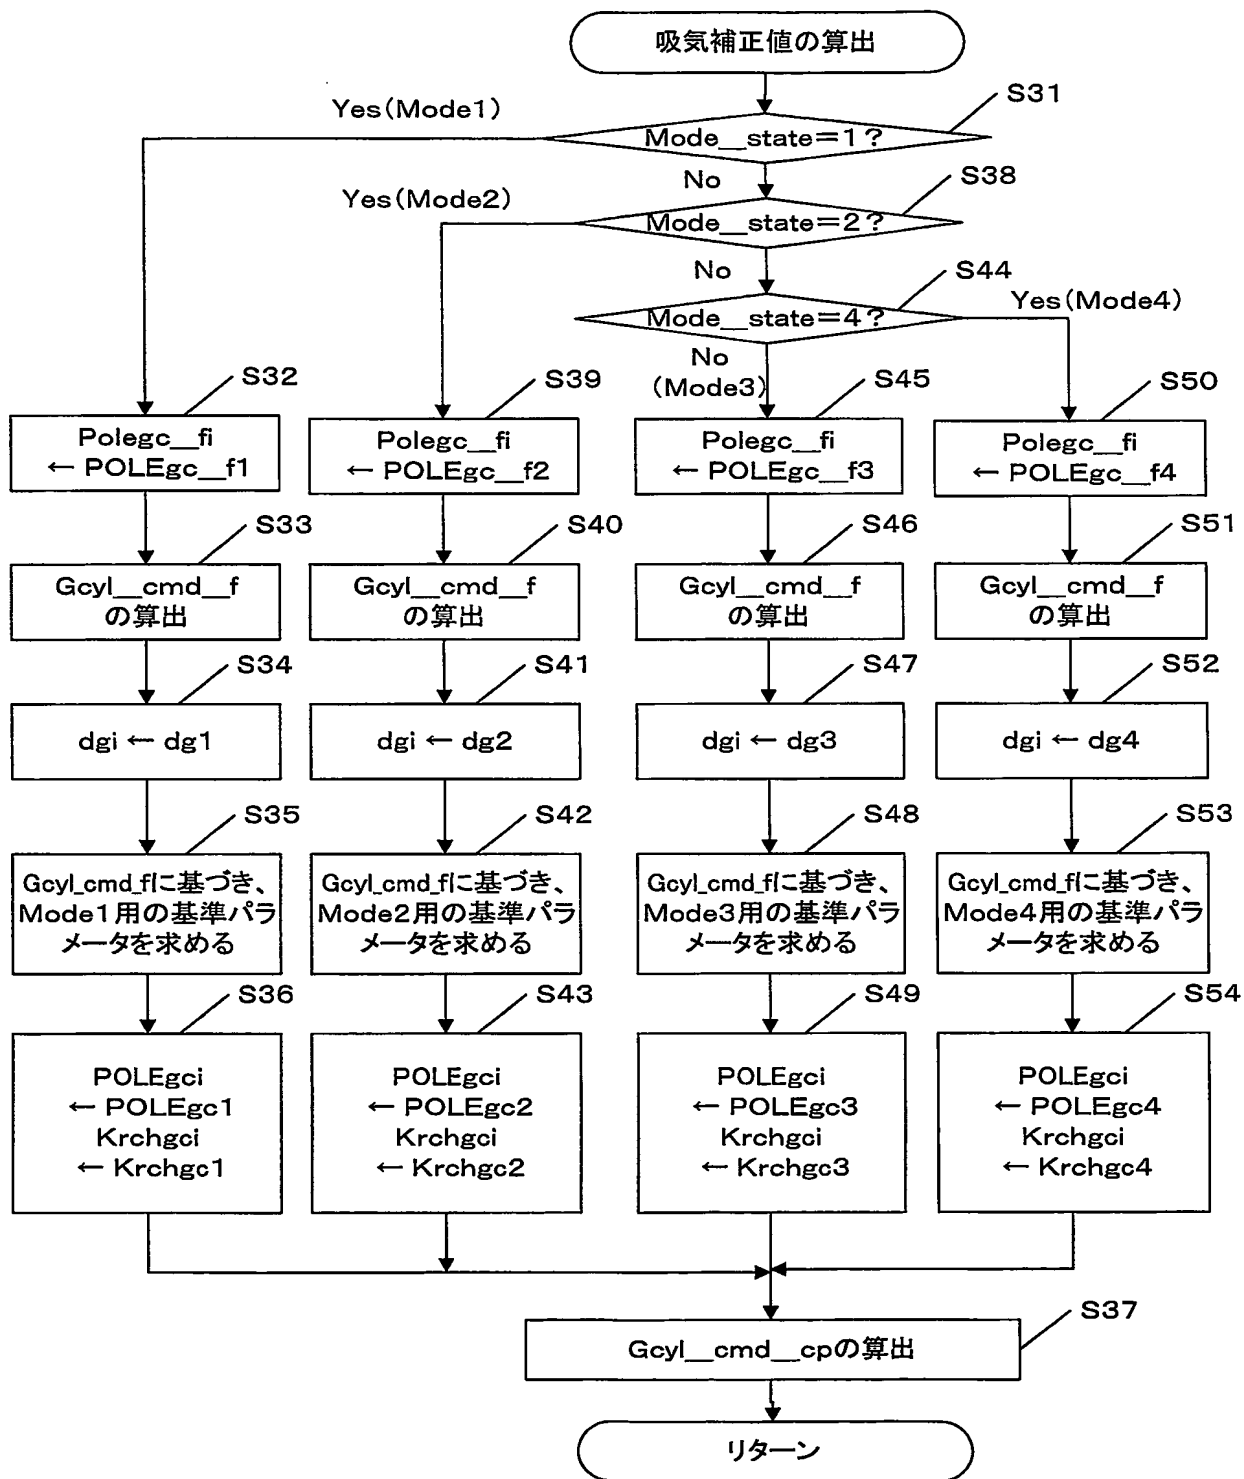 吸気補正値の算出
S31
Yes(Mode1)
Mode__state=1?
No
S38
Yes(Mode2)
Mode__state=2?
No
S44
Yes(Mode4)
Mode__state=4?
No
(Mode3)
S32
Polegc__fi
← POLEgc__f1
S39
Polegc__fi
← POLEgc__f2
S45
Polegc__fi
← POLEgc__f3
S50
Polegc__fi
← POLEgc__f4
S33
Gcyl__cmd__f
の算出
S40
Gcyl__cmd__f
の算出
S46
Gcyl__cmd__f
の算出
S51
Gcyl__cmd__f
の算出
S34
dgi ← dg1
S41
dgi ← dg2
S47
dgi ← dg3
S52
dgi ← dg4
S35
Gcyl_cmd_fに基づき、
Mode1用の基準パラ
メータを求める
S42
Gcyl_cmd_fに基づき、
Mode2用の基準パラ
メータを求める
S48
Gcyl_cmd_fに基づき、
Mode3用の基準パラ
メータを求める
S53
Gcyl_cmd_fに基づき、
Mode4用の基準パラ
メータを求める
S36
POLEgci
← POLEgc1
Krchgci
← Krchgc1
S43
POLEgci
← POLEgc2
Krchgci
← Krchgc2
S49
POLEgci
← POLEgc3
Krchgci
← Krchgc3
S54
POLEgci
← POLEgc4
Krchgci
← Krchgc4
S37
Gcyl__cmd__cpの算出
リターン